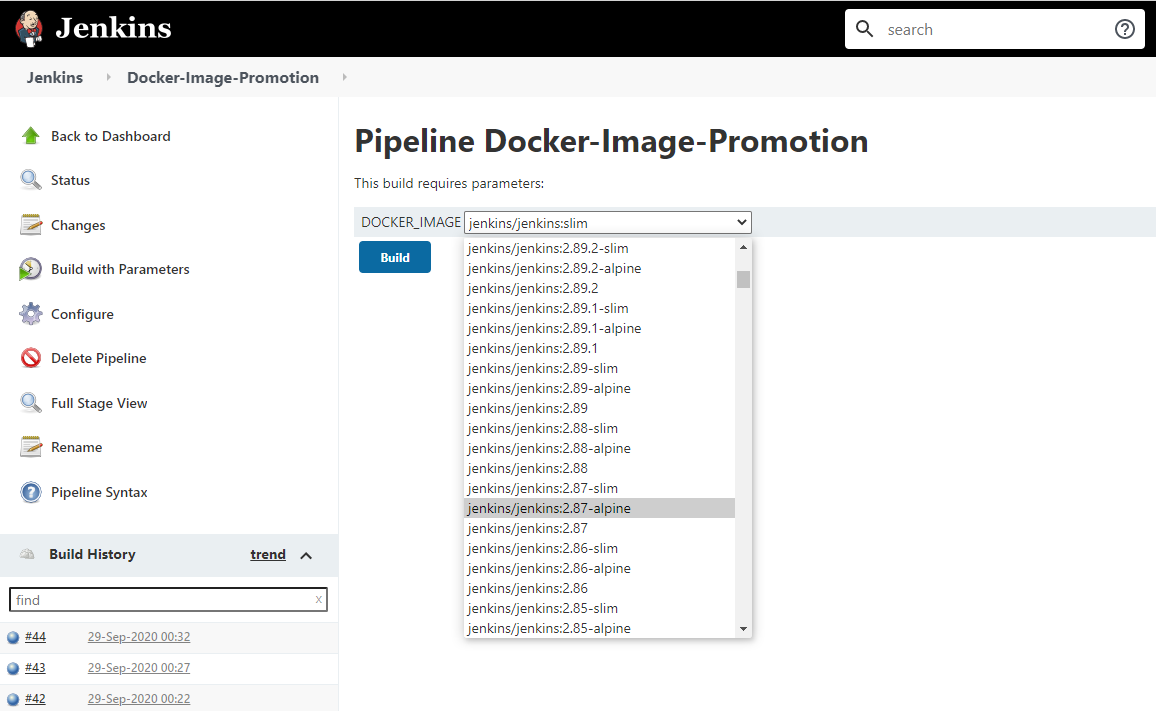 Jenkins
search
Jenkins
Docker-Image-Promotion
Back to Dashboard
Status
Changes
Build with Parameters
Configure
Delete Pipeline
Full Stage View
Rename
Pipeline Syntax
Build History trend
find x
#44 29-Sep-2020 00:32
#43 29-Sep-2020 00:27
#42 29-Sep-2020 00:22
Pipeline Docker-Image-Promotion
This build requires parameters:
DOCKER_IMAGE jenkins/jenkins:slim
Build
jenkins/jenkins:2.89.2-slim
jenkins/jenkins:2.89.2-alpine
jenkins/jenkins:2.89.2
jenkins/jenkins:2.89.1-slim
jenkins/jenkins:2.89.1-alpine
jenkins/jenkins:2.89.1
jenkins/jenkins:2.89-slim
jenkins/jenkins:2.89-alpine
jenkins/jenkins:2.89
jenkins/jenkins:2.88-slim
jenkins/jenkins:2.88-alpine
jenkins/jenkins:2.88
jenkins/jenkins:2.87-slim
jenkins/jenkins:2.87-alpine
jenkins/jenkins:2.87
jenkins/jenkins:2.86-slim
jenkins/jenkins:2.86-alpine
jenkins/jenkins:2.86
jenkins/jenkins:2.85-slim
jenkins/jenkins:2.85-alpine